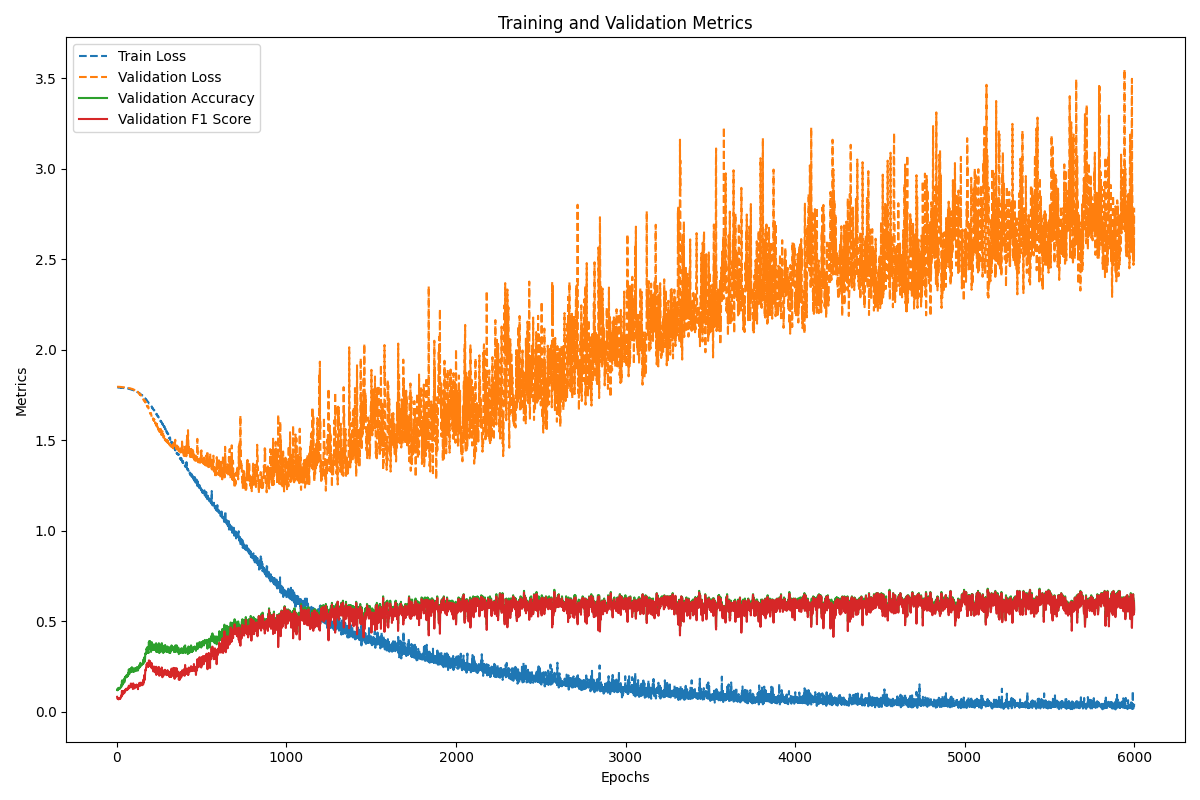 Training and Validation Metrics
Train Loss
Validation Loss
Validation Accuracy
Validation F1 Score
Metrics
3.5
3.0
2.5
2.0
1.5
1.0
0.5
0.0
0 1000 2000 3000 4000 5000 6000
Epochs